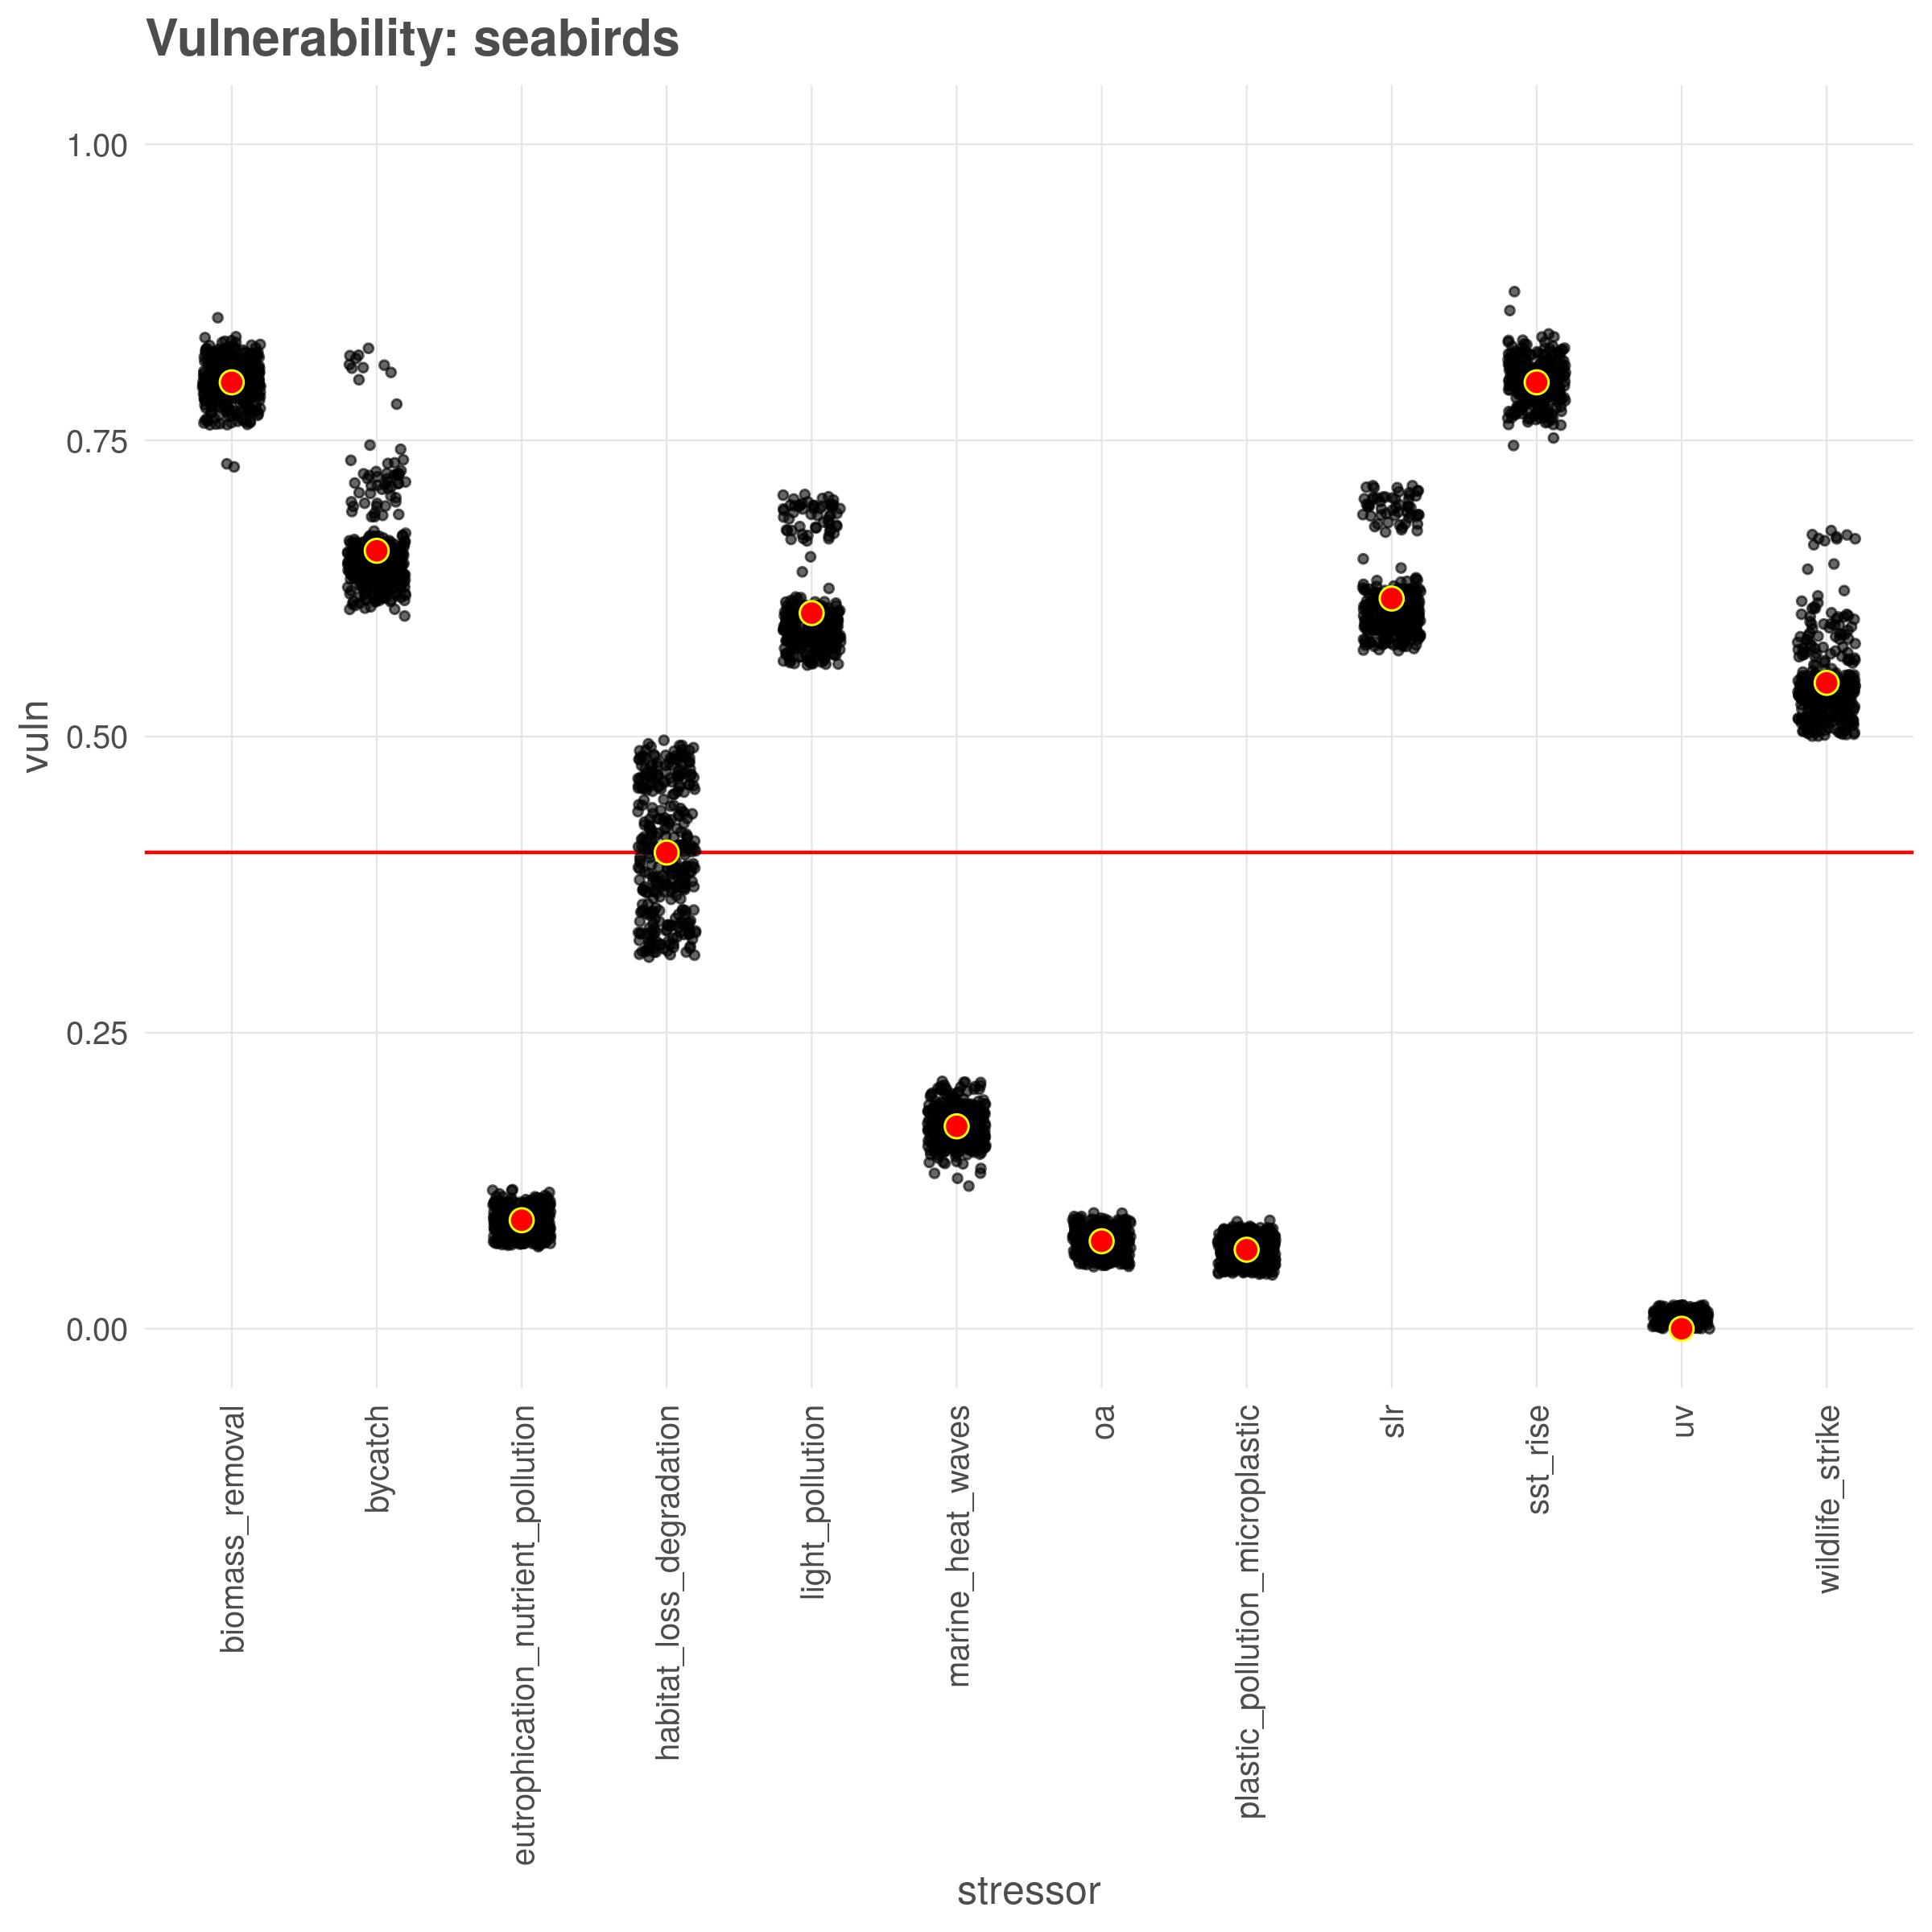 Vulnerability: seabirds
1.00
0.75
0.50
0.25
0.00
vuln
biomass_removal
bycatch
eutrophication_nutrient_pollution
habitat_loss_degradation
light_pollution
marine_heat_waves
oa
plastic_pollution_microplastic
slr
sst_rise
uv
wildlife_strike
stressor